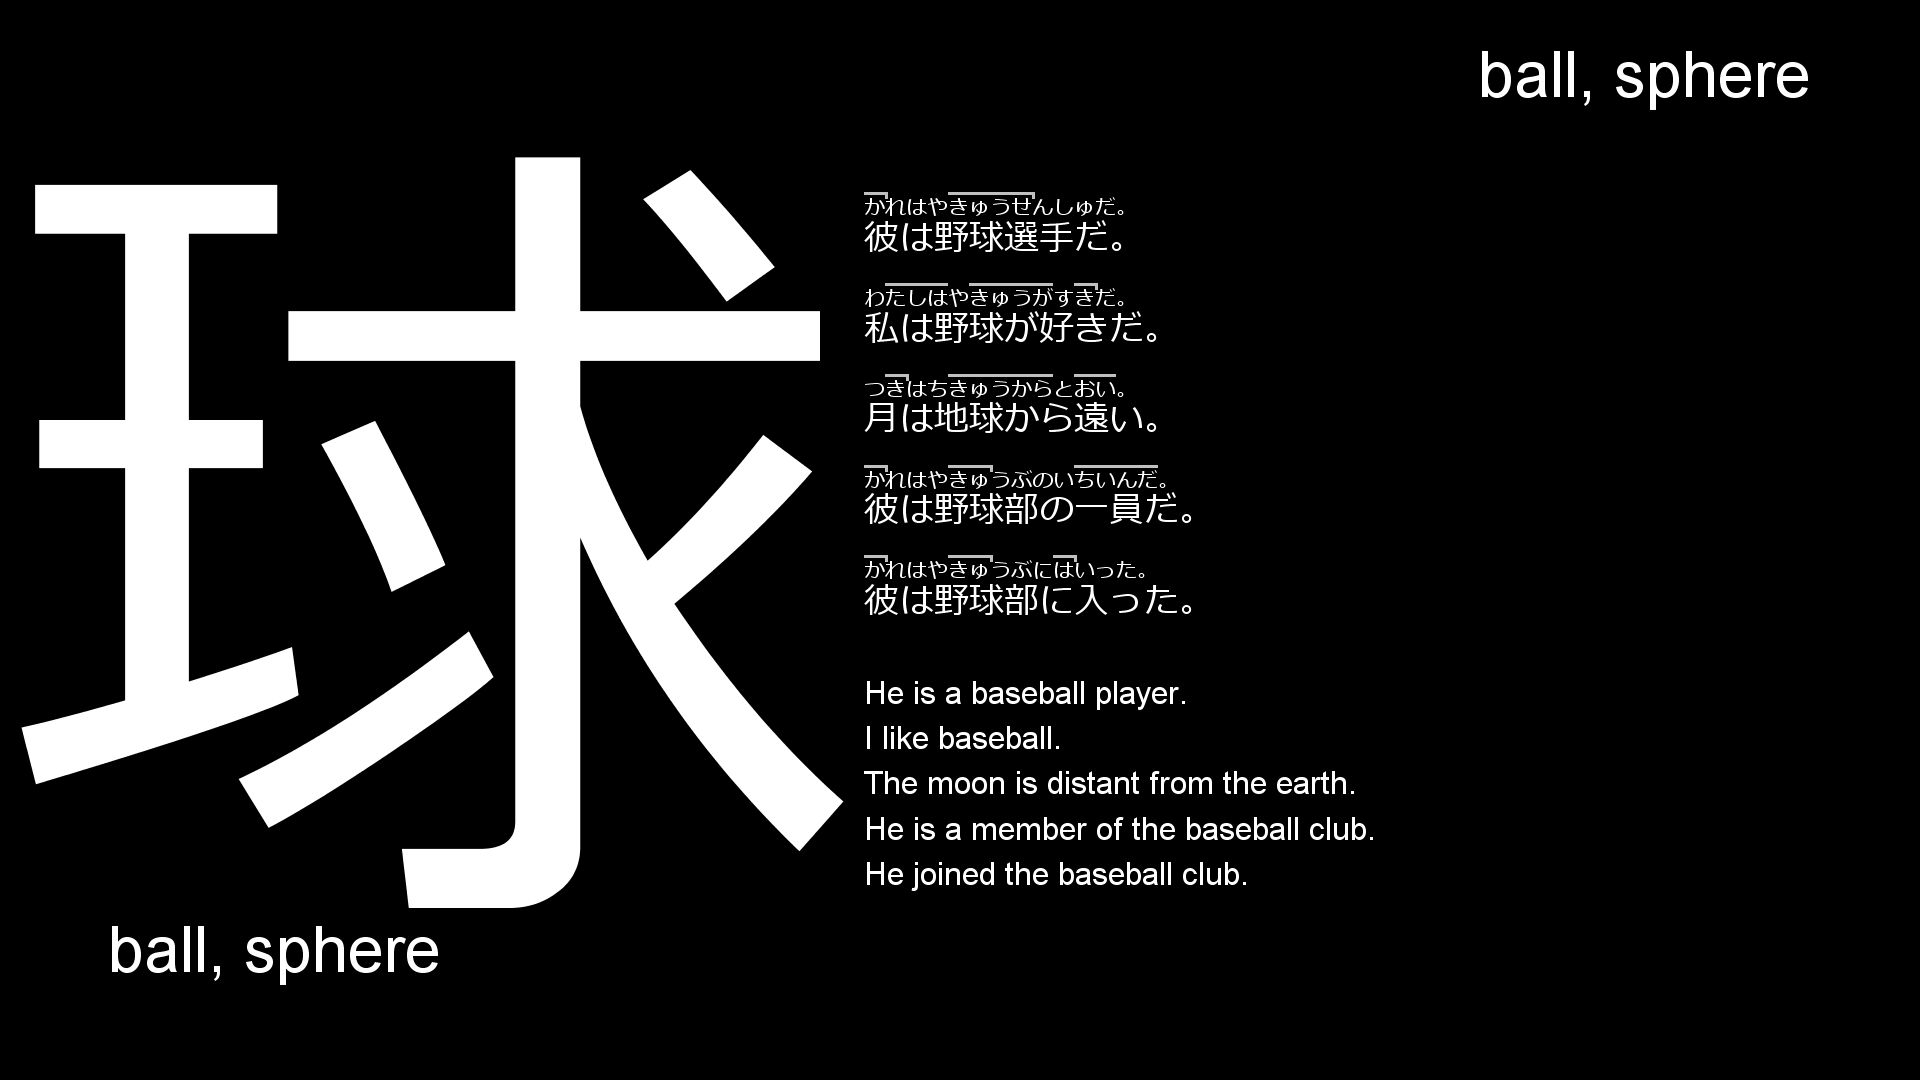 ball, sphere
球
かれはやきゅうせんしゅだ。
彼は野球選手だ。
わたしはやきゅうがすきだ。
私は野球が好きだ。
つきはちきゅうからとおい。
月は地球から遠い。
かれはやきゅうぶのいちいんだ。
彼は野球部の一員だ。
かれはやきゅうぶにはいった。
彼は野球部に入った。
He is a baseball player.
I like baseball.
The moon is distant from the earth.
He is a member of the baseball club.
He joined the baseball club.
ball, sphere